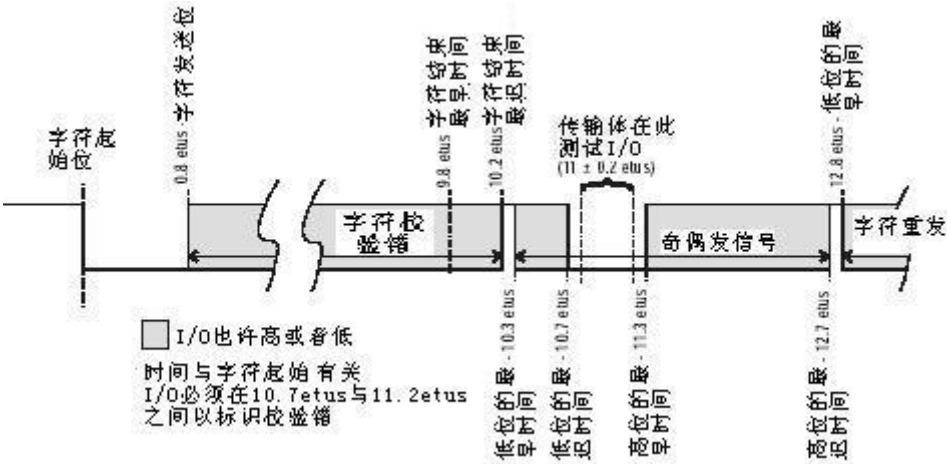 字符起
始位
0.8 etus -字符发送位
9.8 etus 字符结束
最早时间
10.2 etus 字符结束
最迟时间
传输体在此
测试I/O
(11 ± 0.2 etus)
12.8 etus - 低位的最
早时间
字符校
验错
奇偶发信号
字符重发
低位的最 - 10.3 etus
早时间
低位的最 - 10.7 etus
迟时间
高位的最 - 11.3 etus
早时间
高位的最 - 12.7 etus
迟时间
I/O也许高或者低
时间与字符起始有关
I/O必须在10.7etus与11.2etus
之间以标识校验错